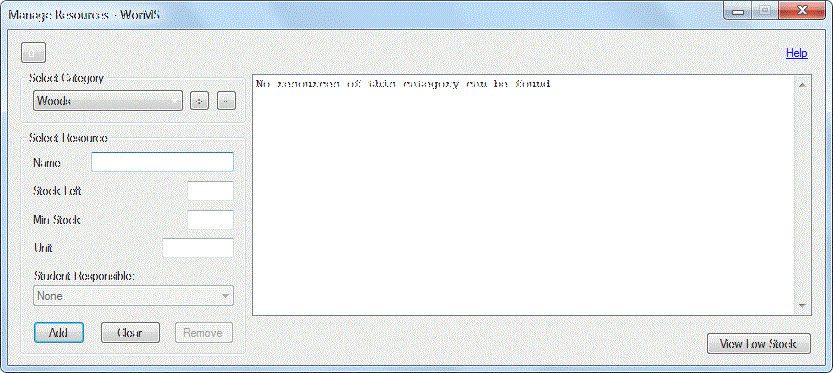 Manage Resources - WorkMS
Help
Select Category
Woods
+
-
No resources of this category can be found
Select Resource
Name
Stock Left
Min Stock
Unit
Student Responsible:
None
Add
Clear
Remove
View Low Stock